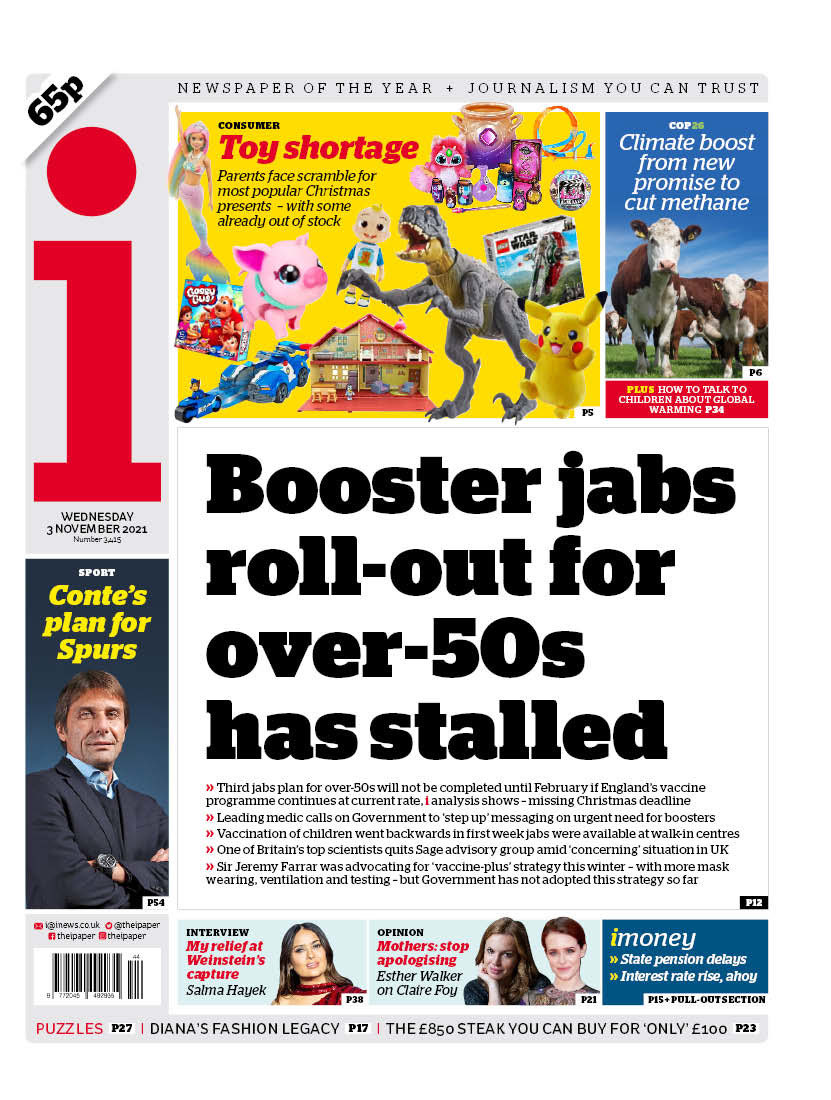 65p
NEWSPAPER OF THE YEAR + JOURNALISM YOU CAN TRUST
i
WEDNESDAY
3 NOVEMBER 2021
Number 3,415
CONSUMER
Toy shortage
Parents face scramble for
most popular Christmas
presents – with some
already out of stock
STAR
WARS
P5
COP26
Climate boost
from new
promise to
cut methane
P6
PLUS HOW TO TALK TO
CHILDREN ABOUT GLOBAL
WARMING P34
SPORT
Conte's
plan for
Spurs
P54
Booster jabs
roll-out for
over-50s
has stalled
» Third jabs plan for over-50s will not be completed until February if England's vaccine
programme continues at current rate, i analysis shows – missing Christmas deadline
» Leading medic calls on Government to 'step up' messaging on urgent need for boosters
» Vaccination of children went backwards in first week jabs were available at walk-in centres
» One of Britain's top scientists quits Sage advisory group amid 'concerning' situation in UK
» Sir Jeremy Farrar was advocating for 'vaccine-plus' strategy this winter – with more mask
wearing, ventilation and testing – but Government has not adopted this strategy so far
P12
i@inews.co.uk @theipaper
theipaper theipaper
44
9 772045 492936
INTERVIEW
My relief at
Weinstein's
capture
Salma Hayek
P38
OPINION
Mothers: stop
apologising
Esther Walker
on Claire Foy
P21
imoney
» State pension delays
» Interest rate rise, ahoy
P15 + PULL-OUT SECTION
PUZZLES P27 | DIANA'S FASHION LEGACY P17 | THE £850 STEAK YOU CAN BUY FOR 'ONLY' £100 P23